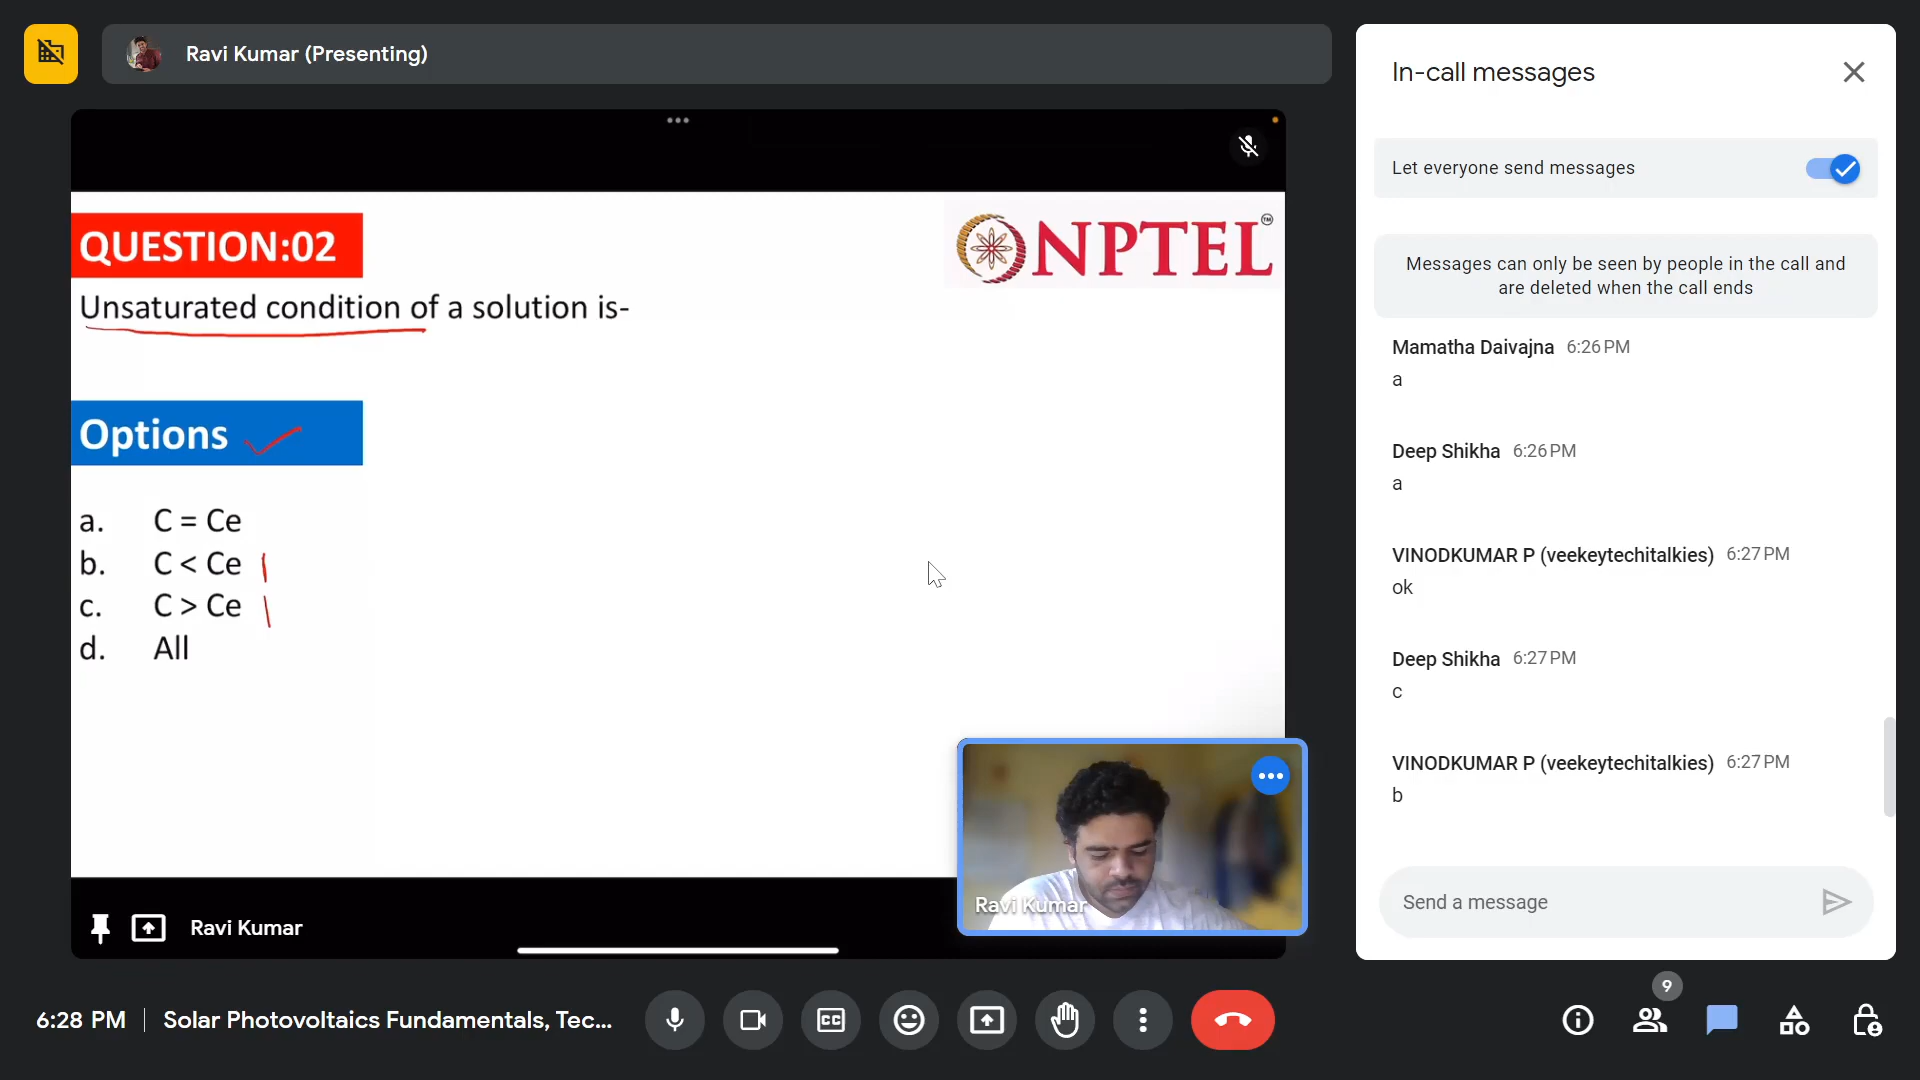 Ravi Kumar (Presenting)
QUESTION:02
NPTEL
TM
Unsaturated condition of a solution is-
Options
a. C = Ce
b. C < Ce
c. C > Ce
d. All
Ravi Kumar
Ravi Kumar
In-call messages
Let everyone send messages
Messages can only be seen by people in the call and
are deleted when the call ends
Mamatha Daivajna 6:26 PM
a
Deep Shikha 6:26 PM
a
VINODKUMAR P (veekeytechitalkies) 6:27 PM
ok
Deep Shikha 6:27 PM
c
VINODKUMAR P (veekeytechitalkies) 6:27 PM
b
Send a message
6:28 PM | Solar Photovoltaics Fundamentals, Tec...
CC
9